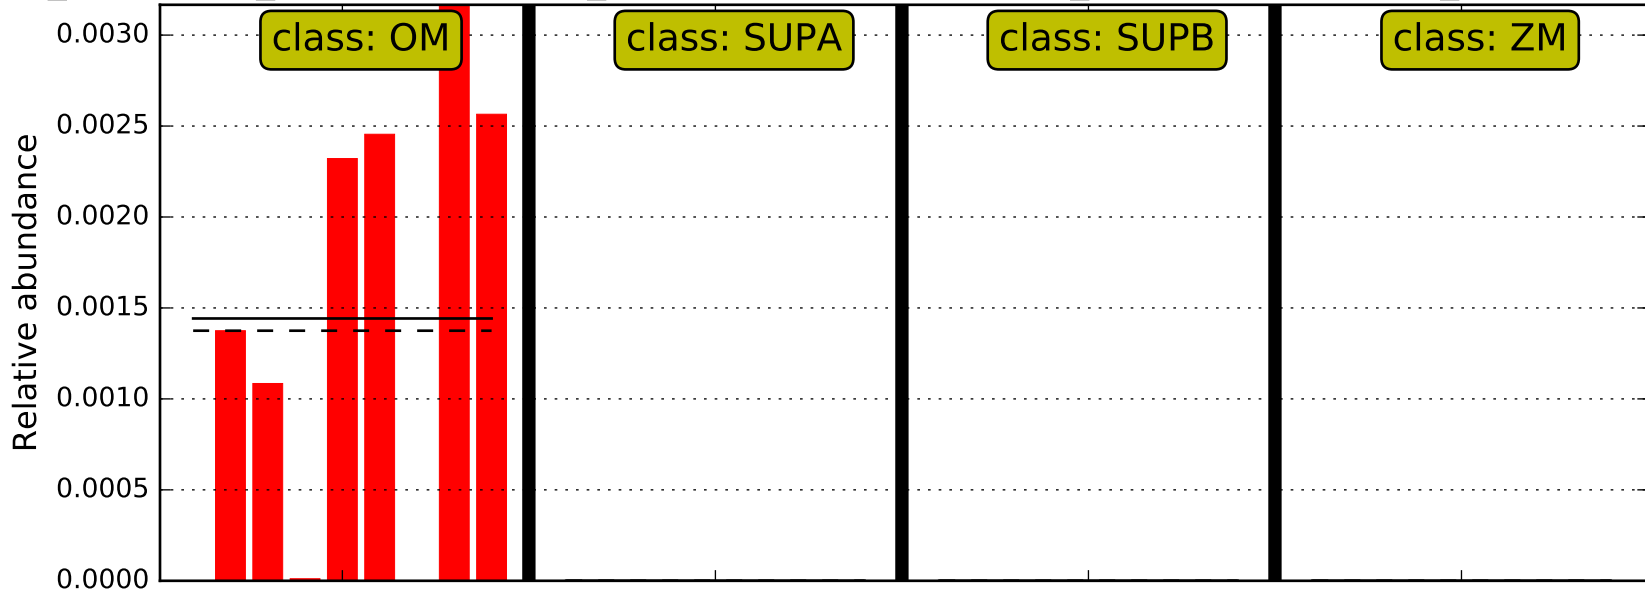 class: OM
class: SUPA
class: SUPB
class: ZM
0.0030
0.0025
0.0020
0.0015
0.0010
0.0005
0.0000
Relative abundance